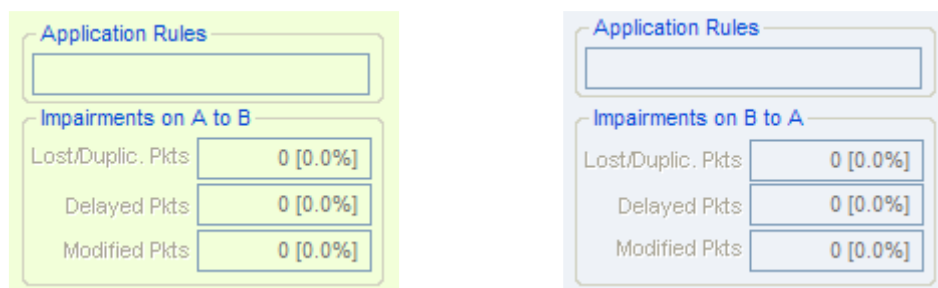 Application Rules
Impairments on A to B
Lost/Duplic. Pkts 0 [0.0%]
Delayed Pkts 0 [0.0%]
Modified Pkts 0 [0.0%]
Application Rules
Impairments on B to A
Lost/Duplic. Pkts 0 [0.0%]
Delayed Pkts 0 [0.0%]
Modified Pkts 0 [0.0%]